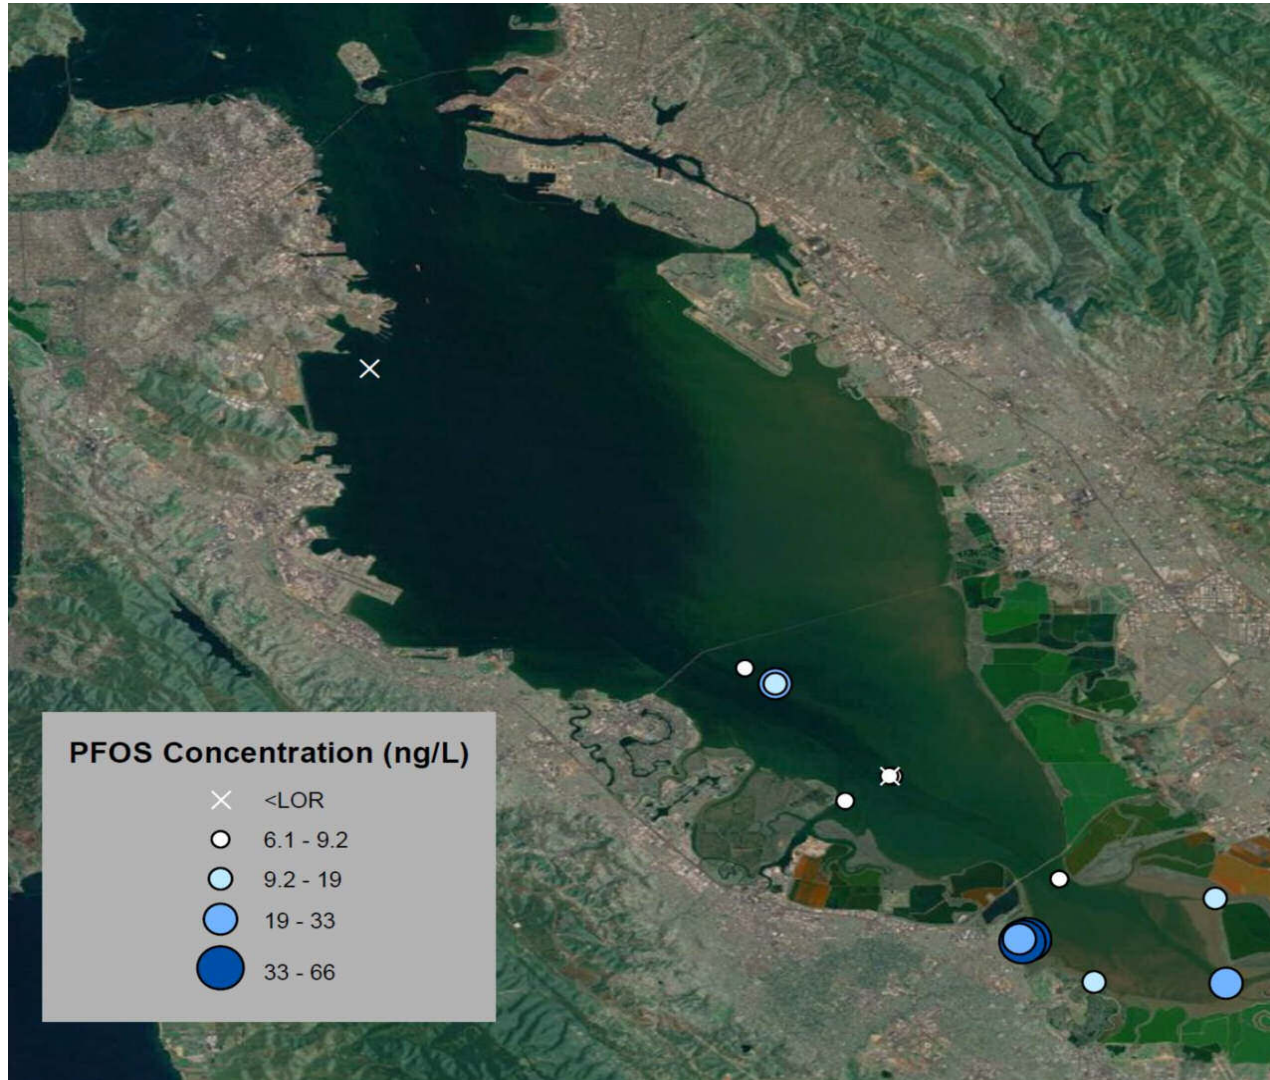 PFOS Concentration (ng/L)
<LOR
6.1 - 9.2
9.2 - 19
19 - 33
33 - 66